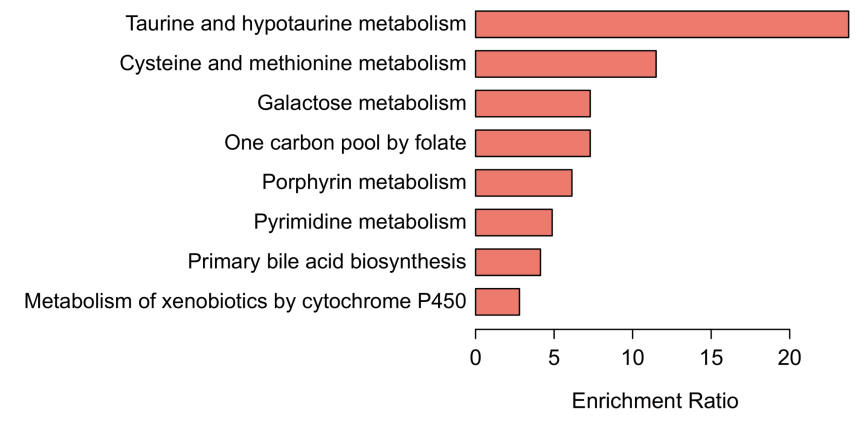 Taurine and hypotaurine metabolism
Cysteine and methionine metabolism
Galactose metabolism
One carbon pool by folate
Porphyrin metabolism
Pyrimidine metabolism
Primary bile acid biosynthesis
Metabolism of xenobiotics by cytochrome P450
0 5 10 15 20
Enrichment Ratio